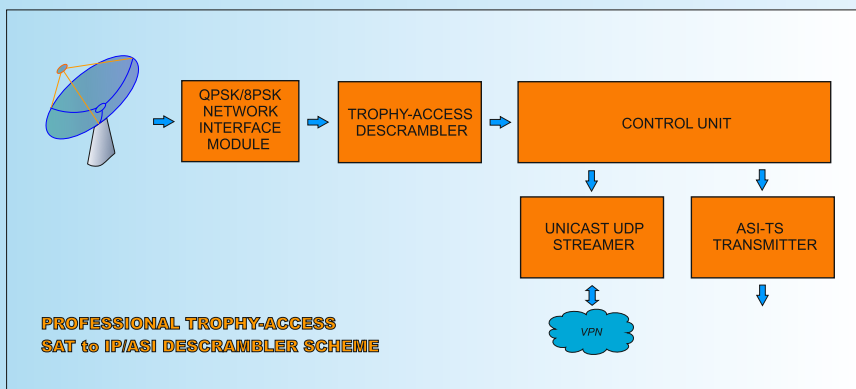 QPSK/8PSK
NETWORK
INTERFACE
MODULE
TROPHY-ACCESS
DESCRAMBLER
CONTROL UNIT
UNICAST UDP
STREAMER
ASI-TS
TRANSMITTER
VPN
PROFESSIONAL TROPHY-ACCESS
SAT to IP/ASI DESCRAMBLER SCHEME